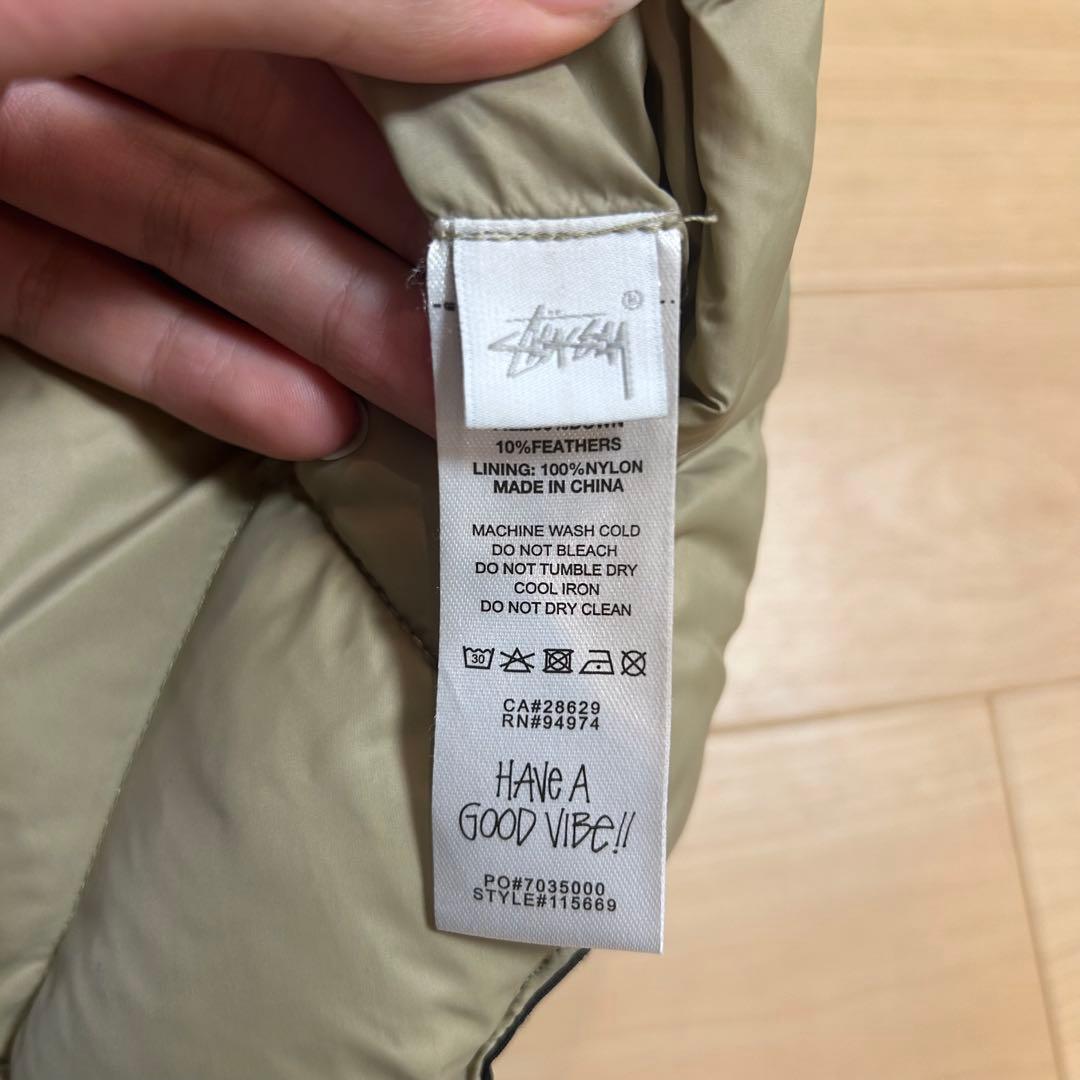 Stüssy
10%FEATHERS
LINING: 100%NYLON
MADE IN CHINA
MACHINE WASH COLD
DO NOT BLEACH
DO NOT TUMBLE DRY
COOL IRON
DO NOT DRY CLEAN
30
CA#28629
RN#94974
HAVE A
GOOD VIBE!!
PO#7035000
STYLE#115669